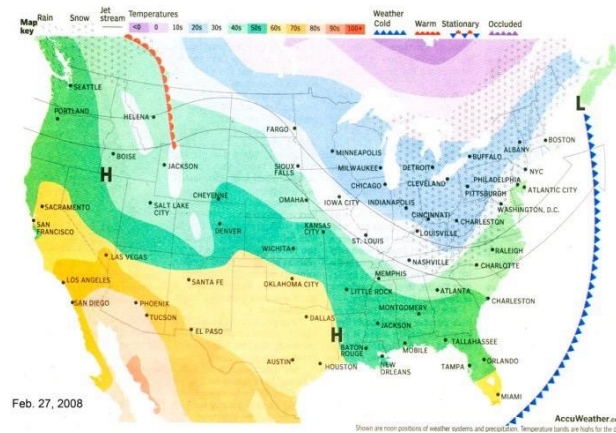 Map key
Rain
Snow
Jet stream
Temperatures
<0 0 10s 20s 30s 40s 50s 60s 70s 80s 90s 100+
Weather
Cold
Warm
Stationary
Occluded
SEATTLE
PORTLAND
HELENA
BOISE
JACKSON
FARGO
MINNEAPOLIS
MILWAUKEE
DETROIT
BUFFALO
ALBANY
BOSTON
L
NYC
PHILADELPHIA
ATLANTIC CITY
PITTSBURGH
CLEVELAND
CHICAGO
SIOUX FALLS
H
SALT LAKE CITY
CHEYENNE
OMAHA
IOWA CITY
INDIANAPOLIS
CINCINNATI
CHARLESTON
WASHINGTON, D.C.
SACRAMENTO
SAN FRANCISCO
DENVER
KANSAS CITY
ST. LOUIS
LOUISVILLE
RALEIGH
WICHITA
NASHVILLE
CHARLOTTE
LAS VEGAS
LOS ANGELES
SANTA FE
OKLAHOMA CITY
MEMPHIS
LITTLE ROCK
ATLANTA
CHARLESTON
SAN DIEGO
PHOENIX
TUCSON
EL PASO
DALLAS
MONTGOMERY
JACKSON
H
BATON ROUGE
MOBILE
TALLAHASSEE
AUSTIN
HOUSTON
NEW ORLEANS
TAMPA
ORLANDO
MIAMI
Feb. 27, 2008
AccuWeather.
Shown are noon positions of weather systems and precipitation. Temperature bands are highs for the